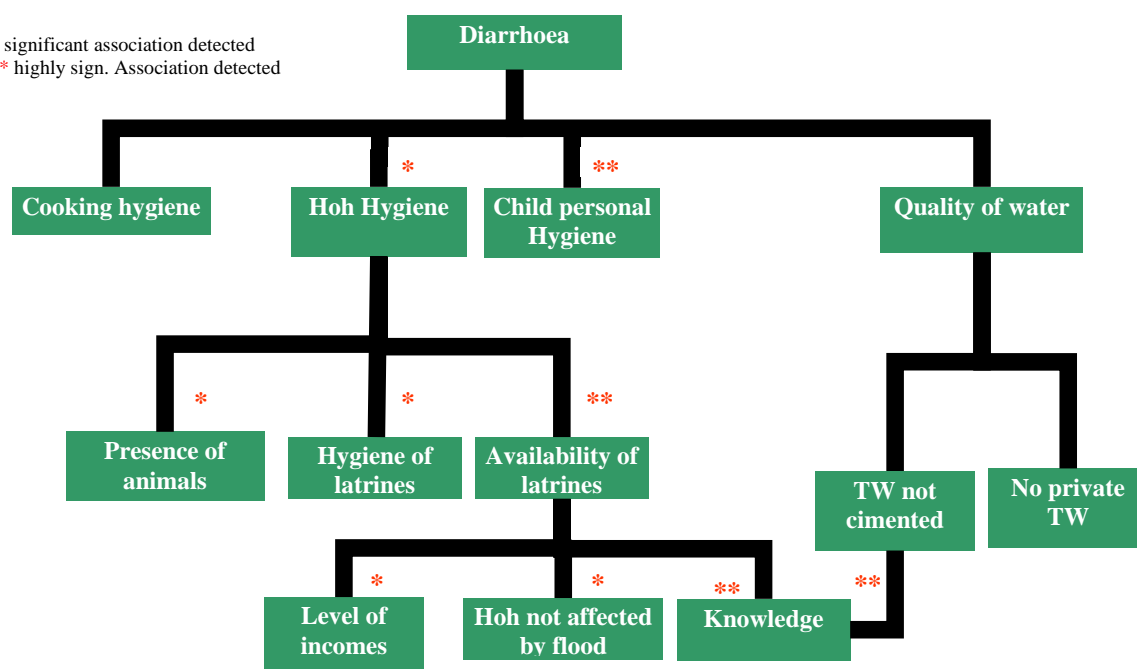 Diarrhoea
significant association detected
* highly sign. Association detected
*
**
Cooking hygiene
Hoh Hygiene
Child personal
Hygiene
Quality of water
*
*
**
Presence of
animals
Hygiene of
latrines
Availability of
latrines
TW not
cimented
No private
TW
*
*
**
**
Level of
incomes
Hoh not affected
by flood
Knowledge